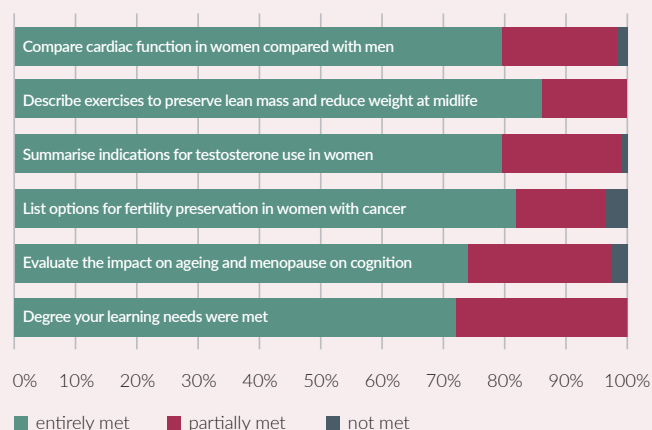 Compare cardiac function in women compared with men
Describe exercises to preserve lean mass and reduce weight at midlife
Summarise indications for testosterone use in women
List options for fertility preservation in women with cancer
Evaluate the impact on ageing and menopause on cognition
Degree your learning needs were met
0% 10% 20% 30% 40% 50% 60% 70% 80% 90% 100%
entirely met partially met not met